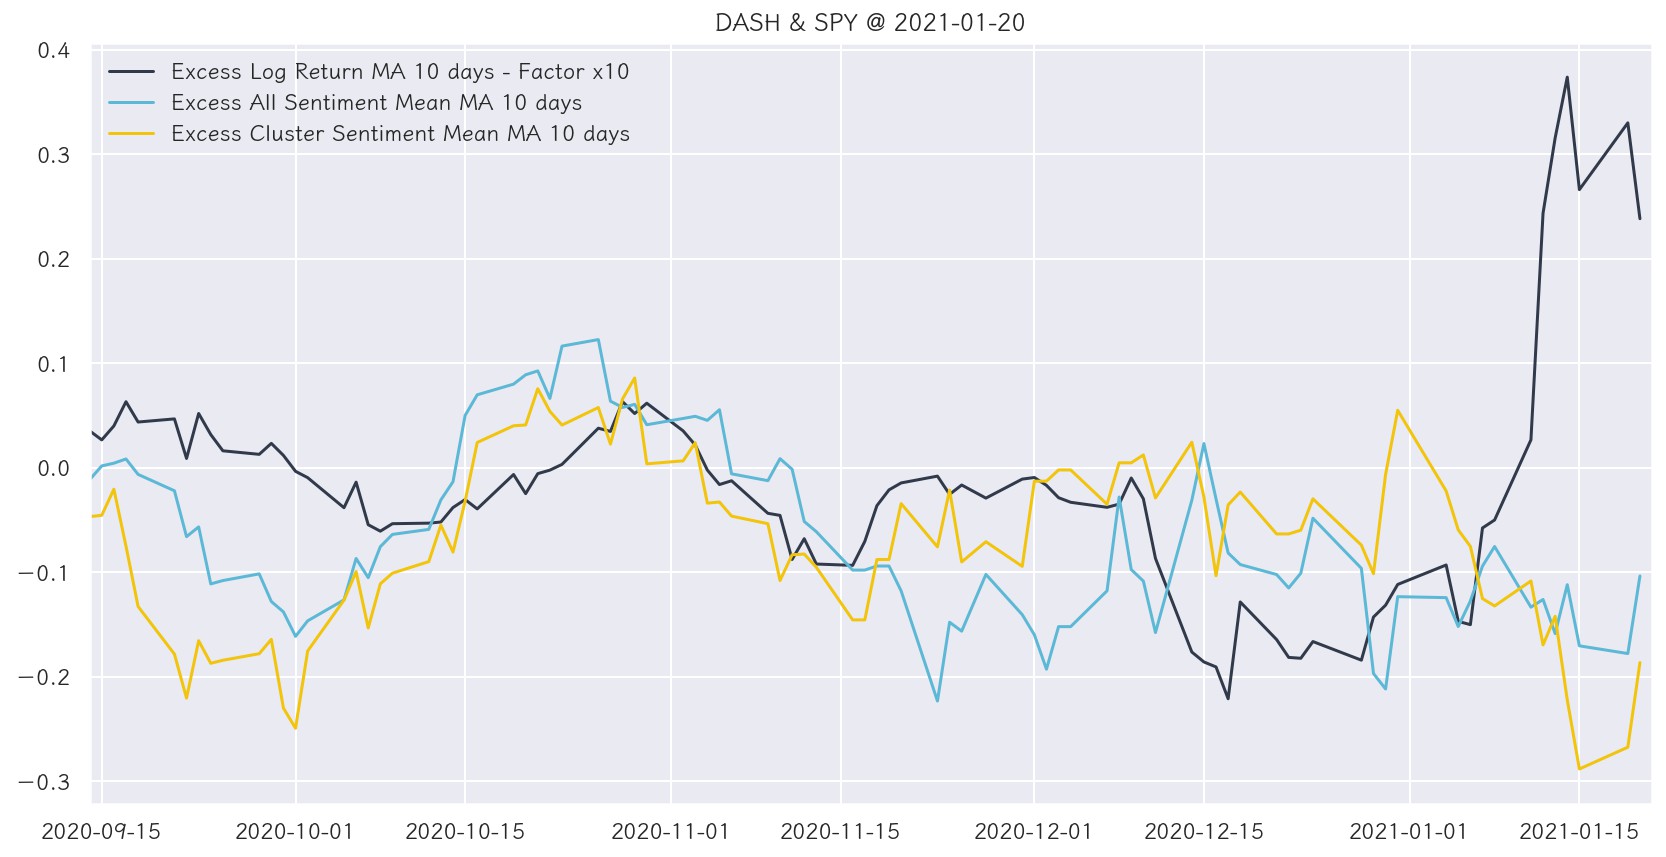 DASH & SPY @ 2021-01-20
0.4
0.3
0.2
0.1
0.0
−0.1
−0.2
−0.3
Excess Log Return MA 10 days - Factor x10
Excess All Sentiment Mean MA 10 days
Excess Cluster Sentiment Mean MA 10 days
2020-09-15 2020-10-01 2020-10-15 2020-11-01 2020-11-15 2020-12-01 2020-12-15 2021-01-01 2021-01-15